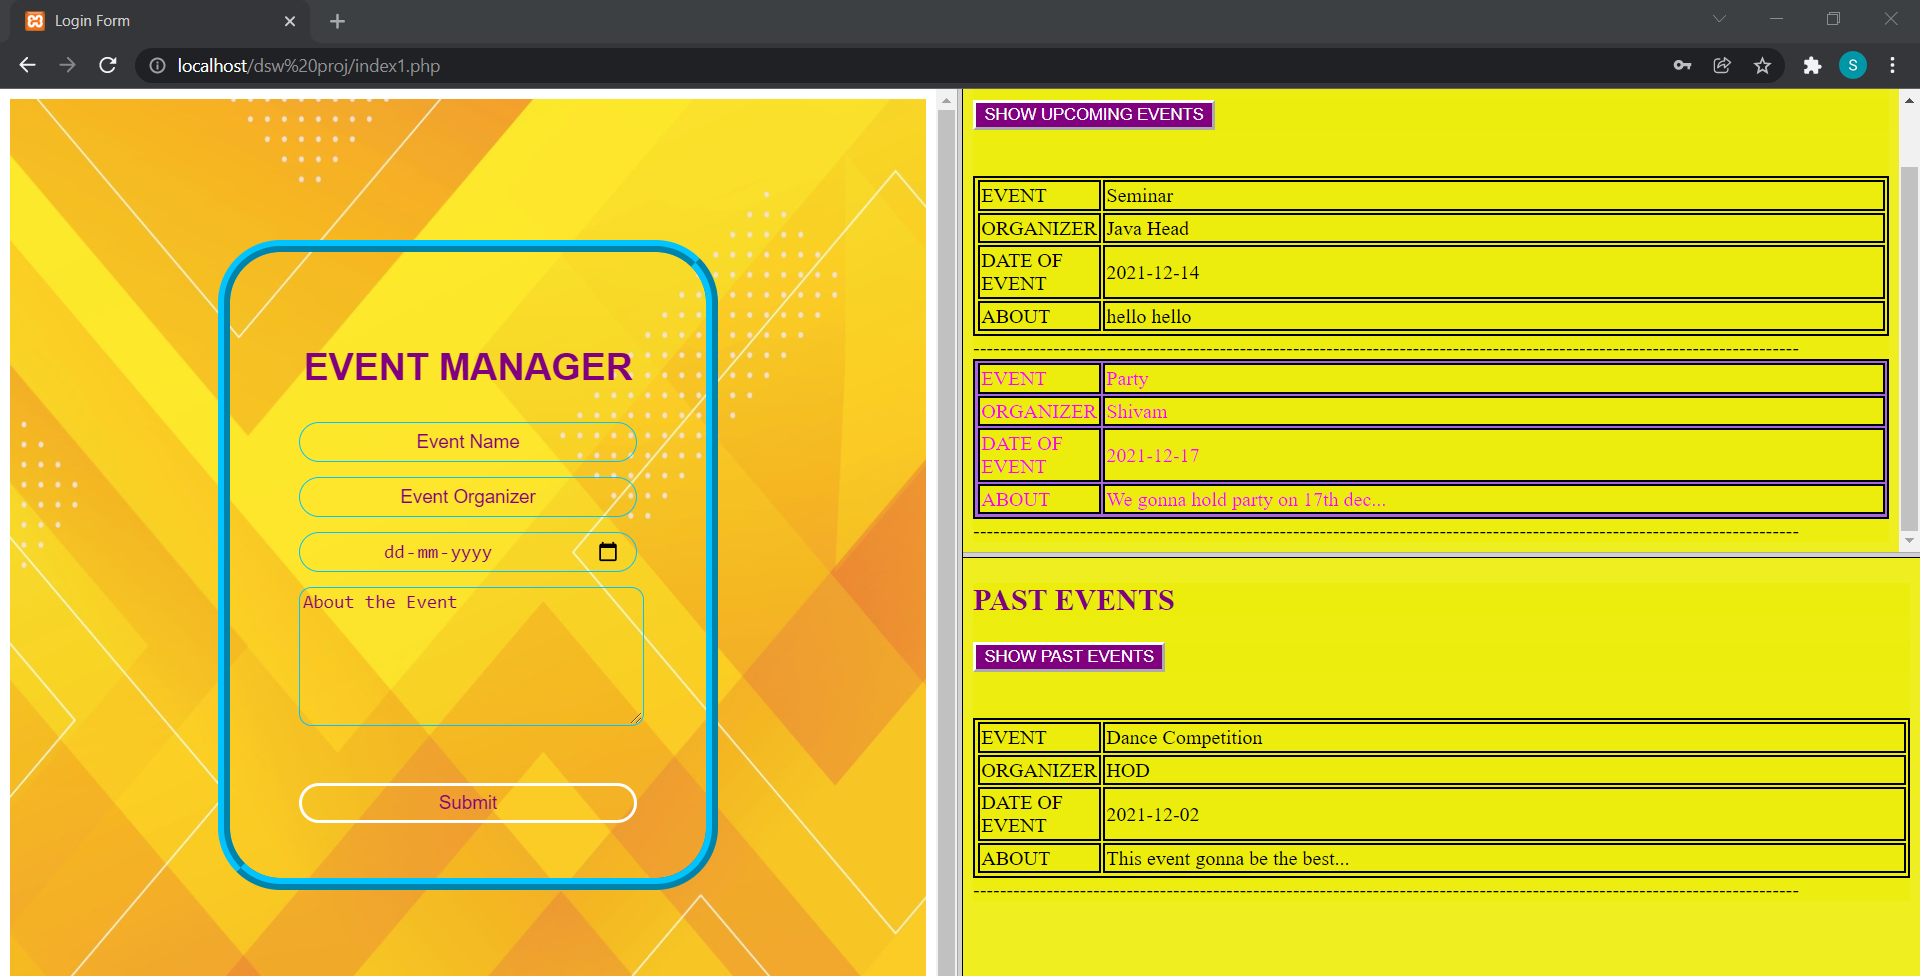 Login Form
localhost/dsw%20proj/index1.php
S
EVENT MANAGER
Event Name
Event Organizer
dd-mm-yyyy
About the Event
Submit
SHOW UPCOMING EVENTS
EVENT Seminar
ORGANIZER Java Head
DATE OF
EVENT 2021-12-14
ABOUT hello hello
EVENT Party
ORGANIZER Shivam
DATE OF
EVENT 2021-12-17
ABOUT We gonna hold party on 17th dec...
PAST EVENTS
SHOW PAST EVENTS
EVENT Dance Competition
ORGANIZER HOD
DATE OF
EVENT 2021-12-02
ABOUT This event gonna be the best...